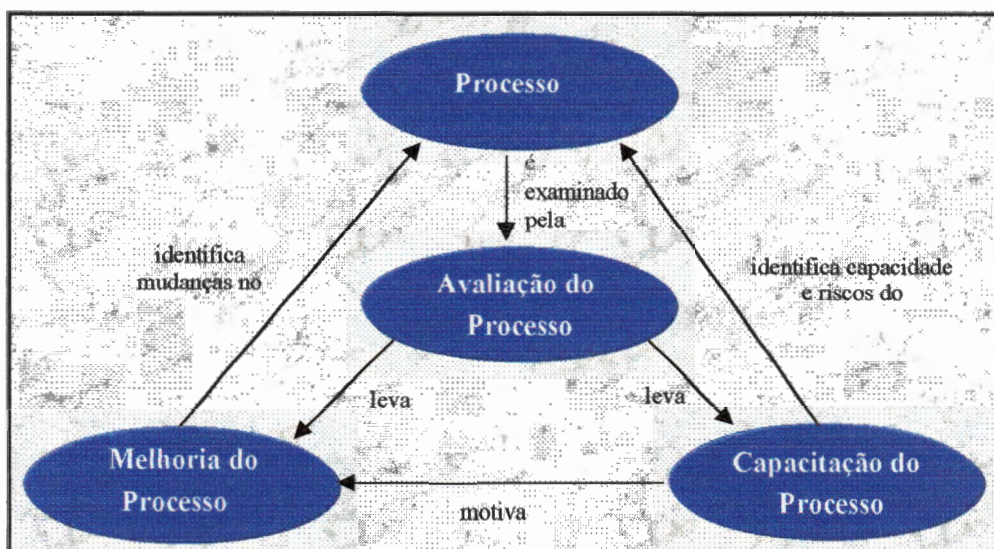 Processo
é
examinado
pela
identifica
mudanças no
identifica capacidade
e riscos do
Avaliação do
Processo
leva
leva
Melhoria do
Processo
Capacitação do
Processo
motiva